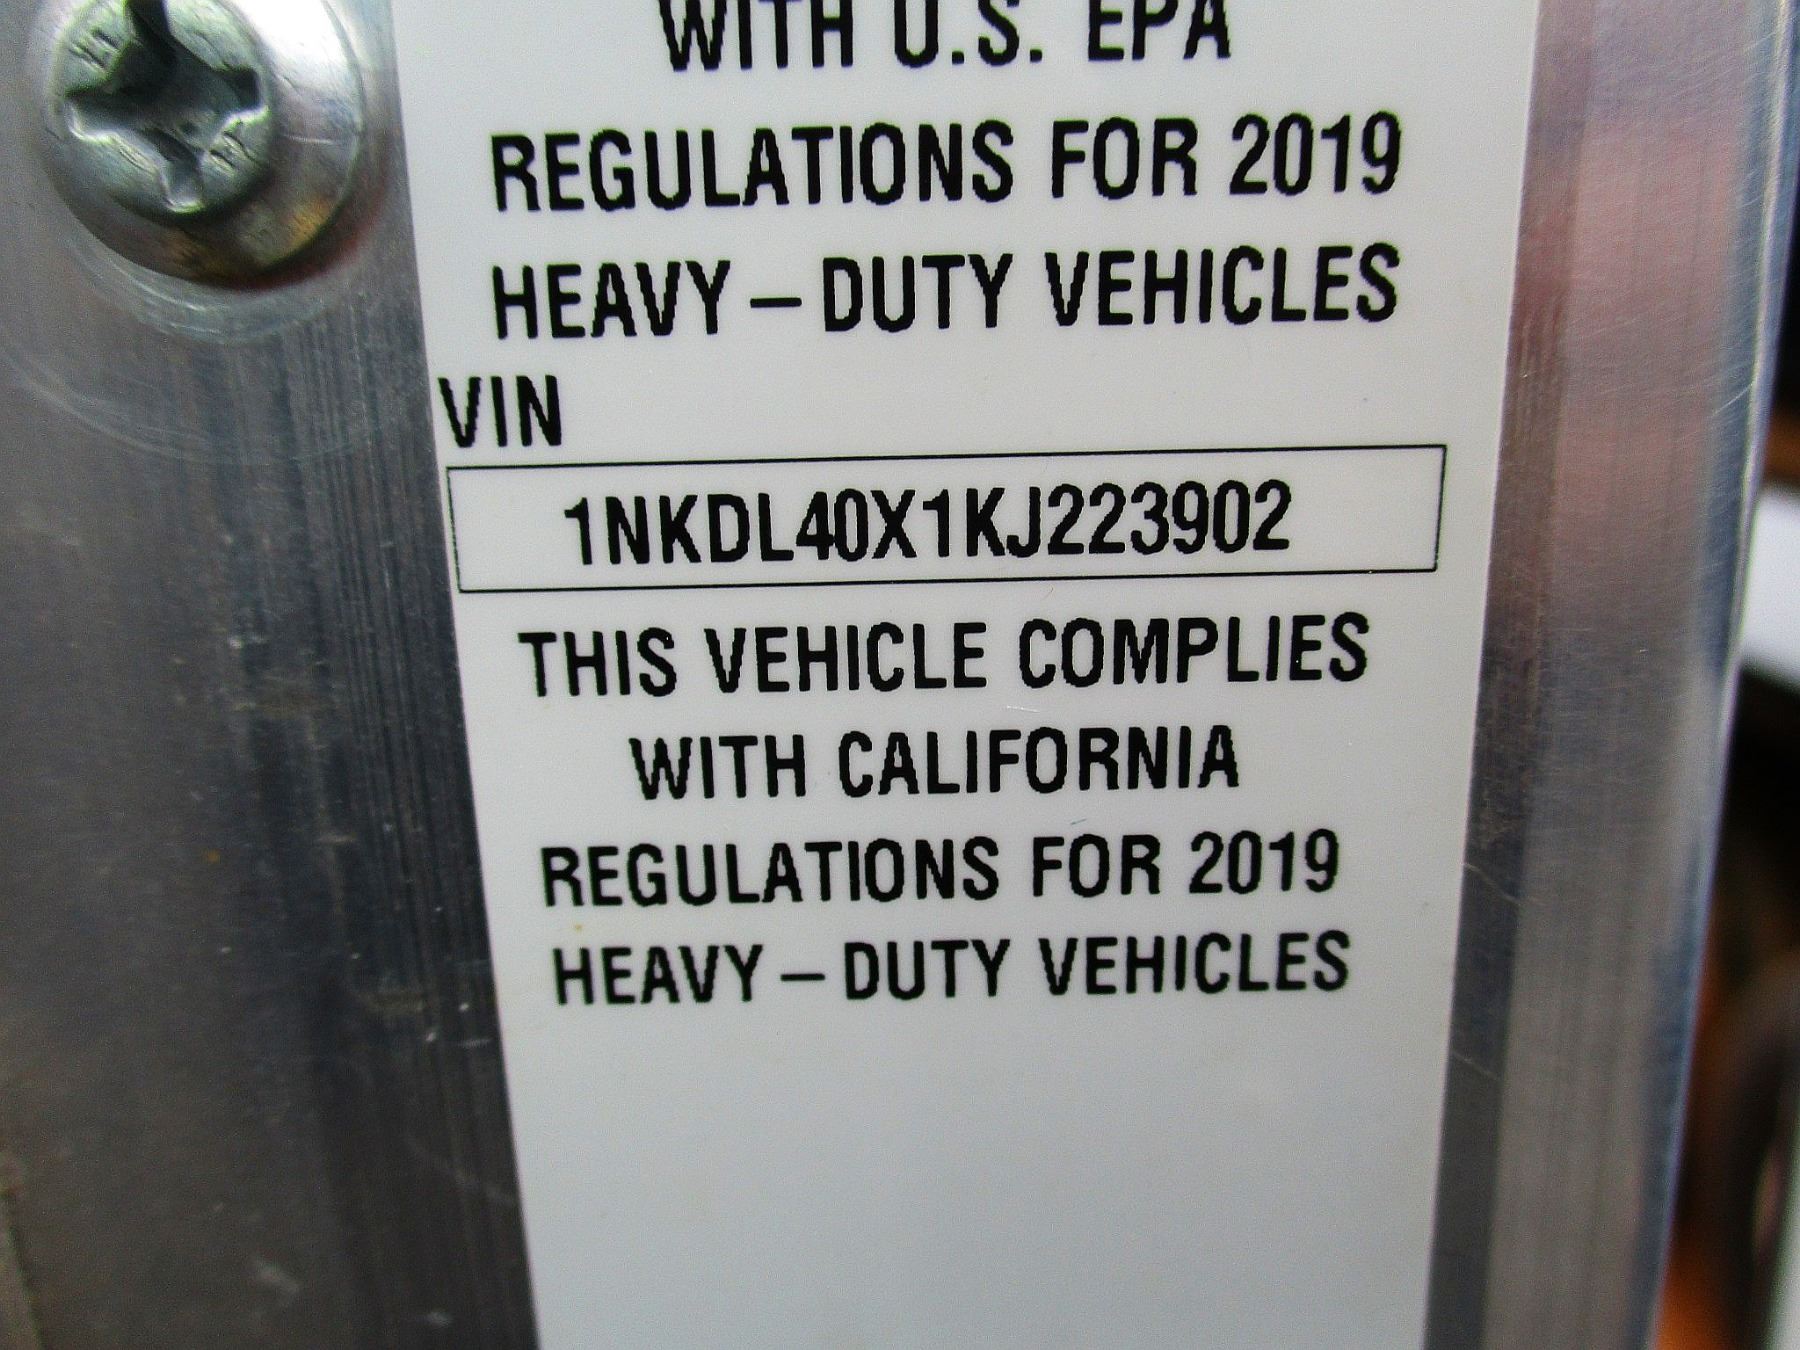 WITH U.S. EPA
REGULATIONS FOR 2019
HEAVY – DUTY VEHICLES
VIN
1NKDL40X1KJ223902
THIS VEHICLE COMPLIES
WITH CALIFORNIA
REGULATIONS FOR 2019
HEAVY – DUTY VEHICLES